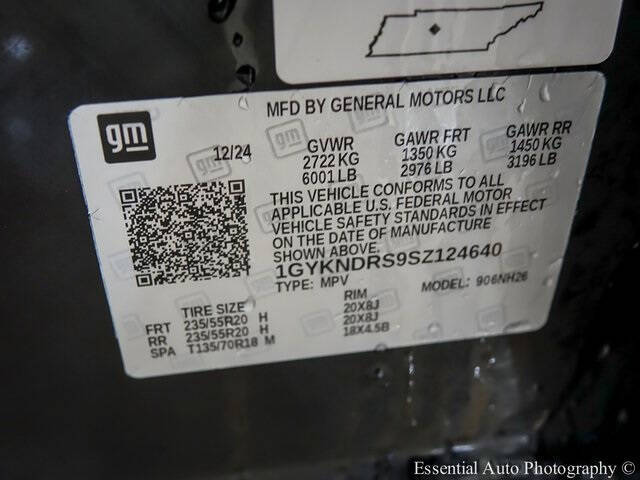 MFD BY GENERAL MOTORS LLC
gm
12/24
GVWR
2722 KG
6001 LB
GAWR FRT
1350 KG
2976 LB
GAWR RR
1450 KG
3196 LB
THIS VEHICLE CONFORMS TO ALL
APPLICABLE U.S. FEDERAL MOTOR
VEHICLE SAFETY STANDARDS IN EFFECT
ON THE DATE OF MANUFACTURE
SHOWN ABOVE.
1GYKNDRS9SZ124640
TYPE: MPV MODEL: 906NH26
TIRE SIZE RIM
FRT 235/55R20 H 20X8J
RR 235/55R20 H 20X8J
SPA T135/70R18 M 18X4.5B
Essential Auto Photography (C)